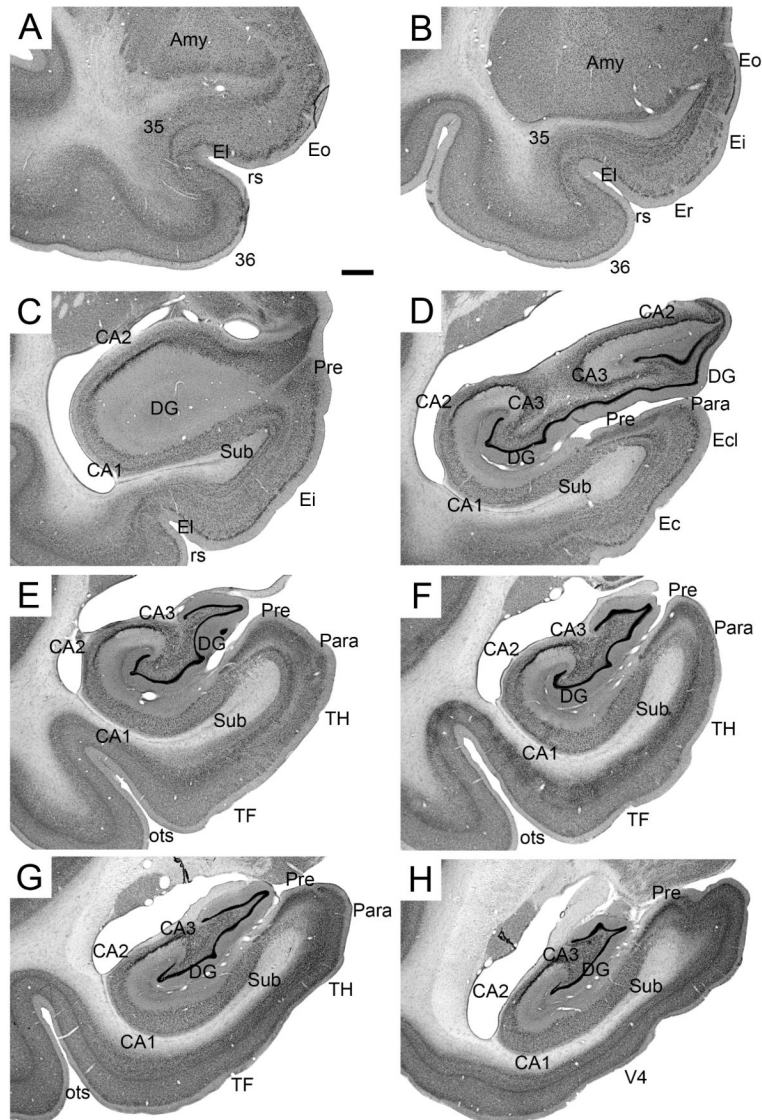 A
Amy
35
El
rs
Eo
36
B
Amy
Eo
35
Ei
El
rs
Er
36
C
CA2
Pre
DG
Sub
CA1
Ei
El
rs
D
CA2
CA3
DG
CA2
CA3
Pre
Para
DG
Ecl
CA1
Sub
Ec
E
CA3
Pre
DG
Para
CA2
Sub
TH
CA1
TF
ots
F
Pre
CA3
Para
CA2
DG
Sub
TH
CA1
TF
ots
G
Pre
CA3
Para
CA2
DG
Sub
TH
CA1
ots
TF
H
Pre
CA3
DG
CA2
Sub
CA1
V4